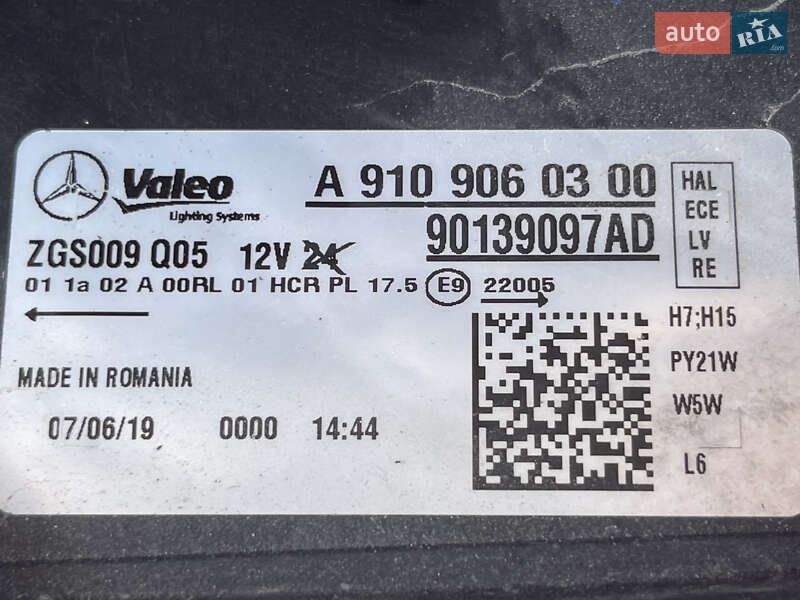 auto RIA .com
Valeo
Lighting Systems
A 910 906 03 00
90139097AD
HAL
ECE
LV
RE
ZGS009 Q05 12V 24
01 1a 02 A 00RL 01 HCR PL 17.5 E9 22005
H7;H15
PY21W
W5W
L6
MADE IN ROMANIA
07/06/19 0000 14:44